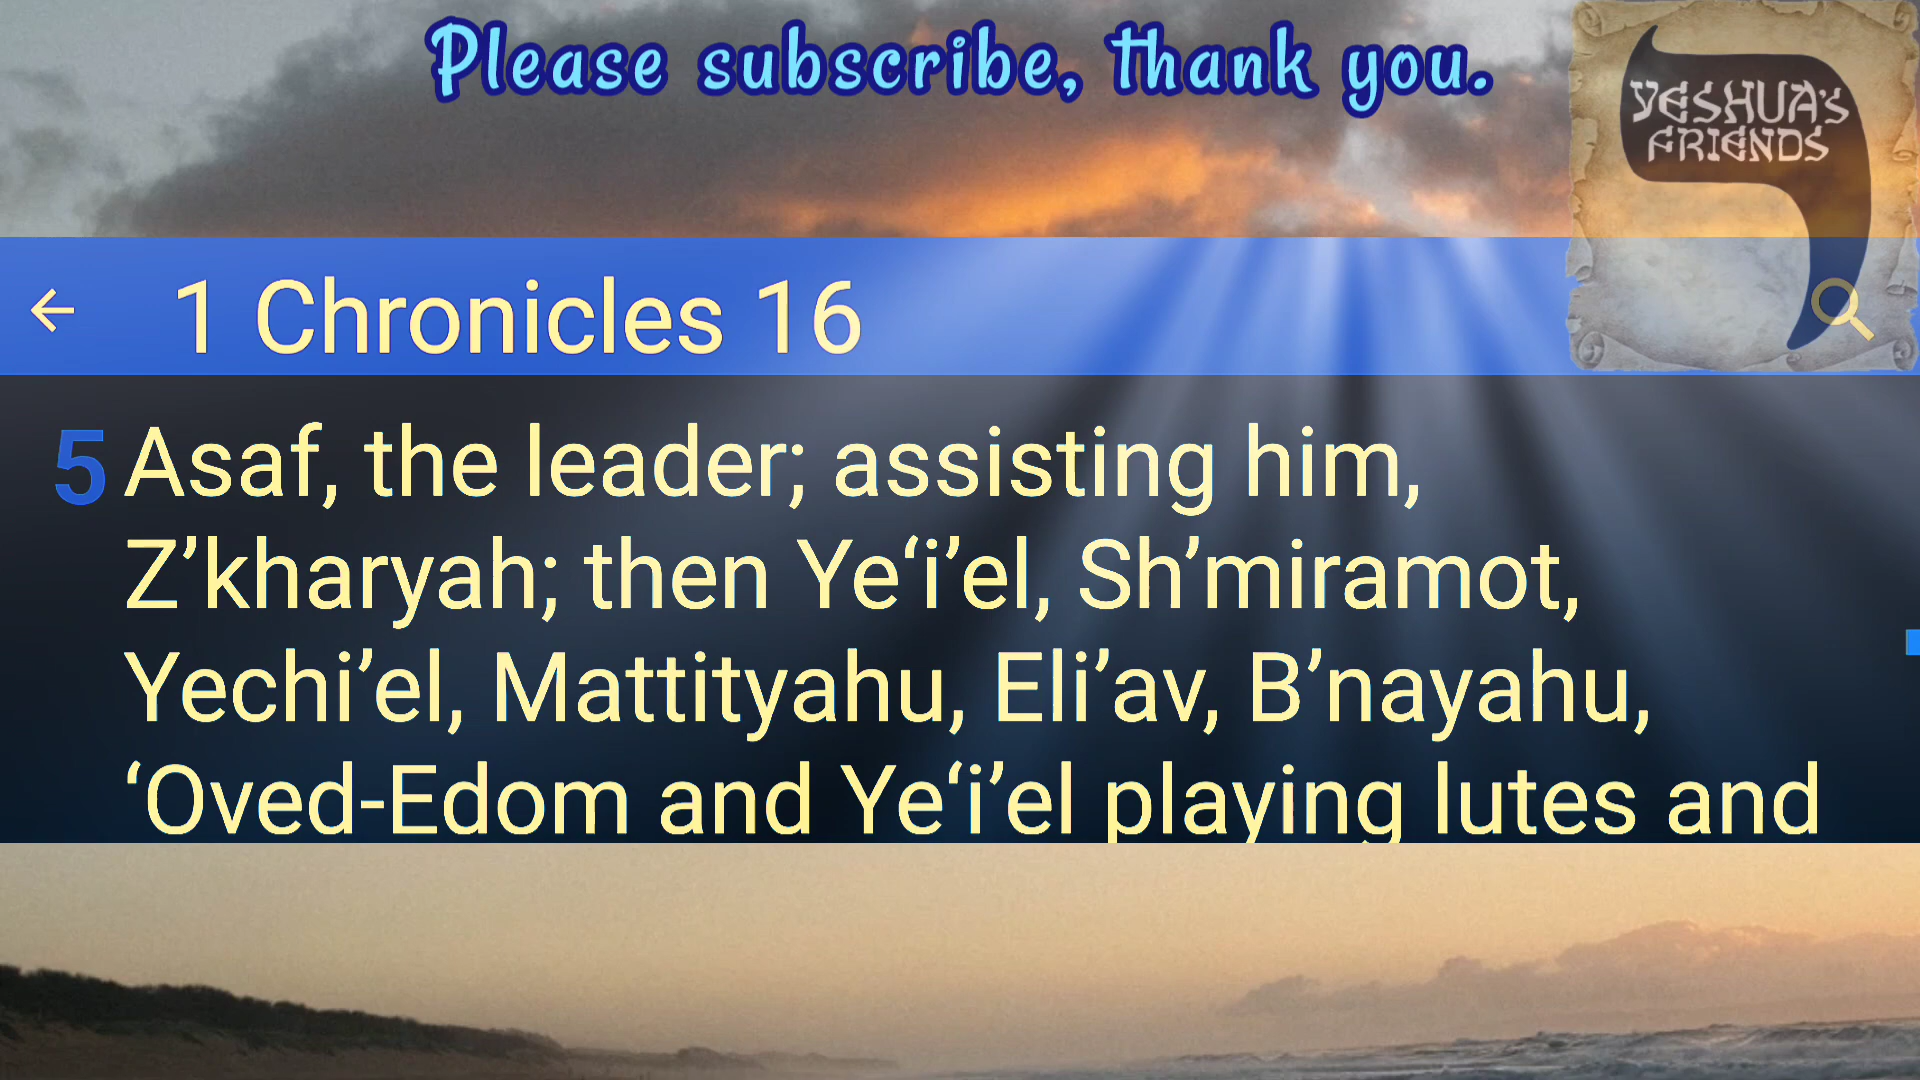 Please subscribe, thank you.
YESHUA'S
FRIENDS
1 Chronicles 16
5 Asaf, the leader; assisting him,
Z’kharyah; then Ye‘i’el, Sh’miramot,
Yechi’el, Mattityahu, Eli’av, B’nayahu,
‘Oved-Edom and Ye‘i’el playing lutes and